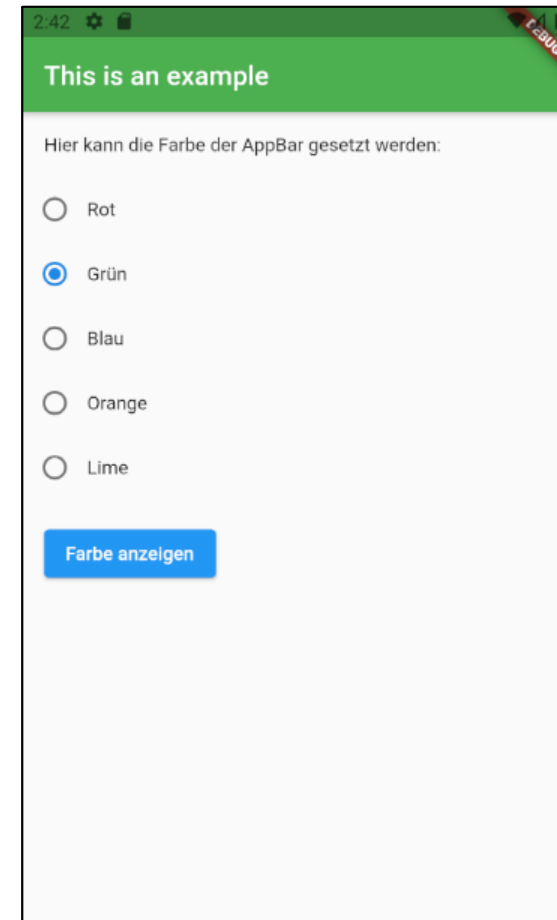 2:42
DEBUG
This is an example
Hier kann die Farbe der AppBar gesetzt werden:
Rot
Grün
Blau
Orange
Lime
Farbe anzeigen